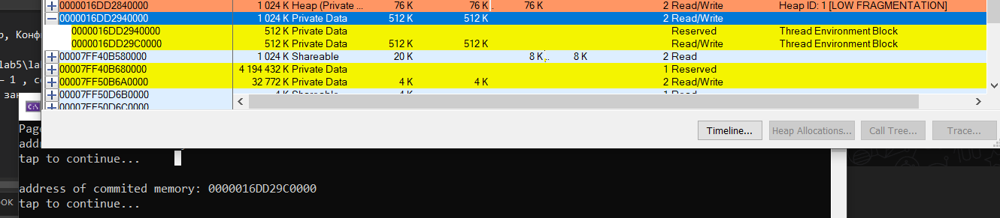 0000016DD2840000 1 024 K Heap (Private ... 76 K 76 K . 76 K 2 Read/Write Heap ID: 1 [LOW FRAGMENTATION]
0000016DD2940000 1 024 K Private Data 512 K 512 K 2 Read/Write
0000016DD2940000 512 K Private Data Reserved Thread Environment Block
0000016DD29C0000 512 K Private Data 512 K 512 K Read/Write Thread Environment Block
00007FF40B580000 1 024 K Shareable 20 K 8 K .. 8 K 2 Read
00007FF40B680000 4 194 432 K Private Data 1 Reserved
00007FF50B6A0000 32 772 K Private Data 4 K 4 K 2 Read/Write
00007FF50D6B0000 4 K Shareable 4 K 1 Read
00007FF50D6C0000
Timeline... Heap Allocations... Call Tree... Trace...
р, Конфи
lab5\la
– 1 , с
зан
C:\
Page
addr
tap to continue...
address of commited memory: 0000016DD29C0000
tap to continue...
ЮК